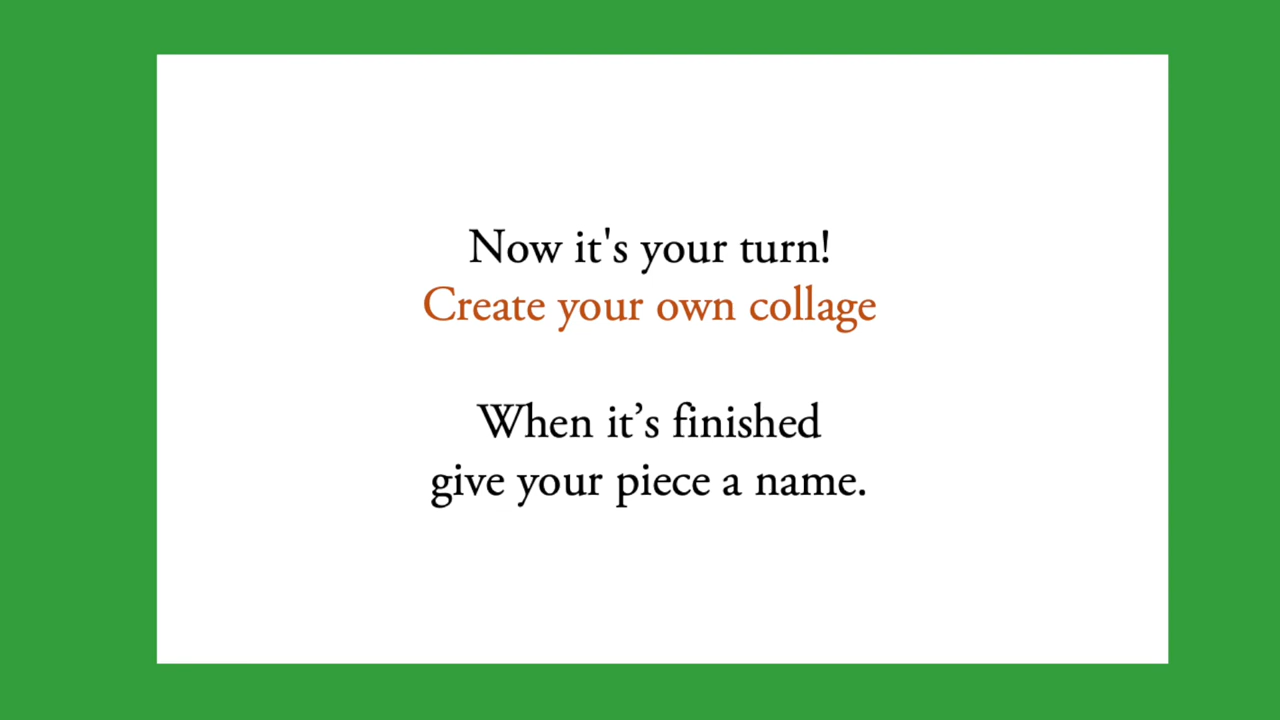 Now it's your turn!
Create your own collage
When it’s finished
give your piece a name.